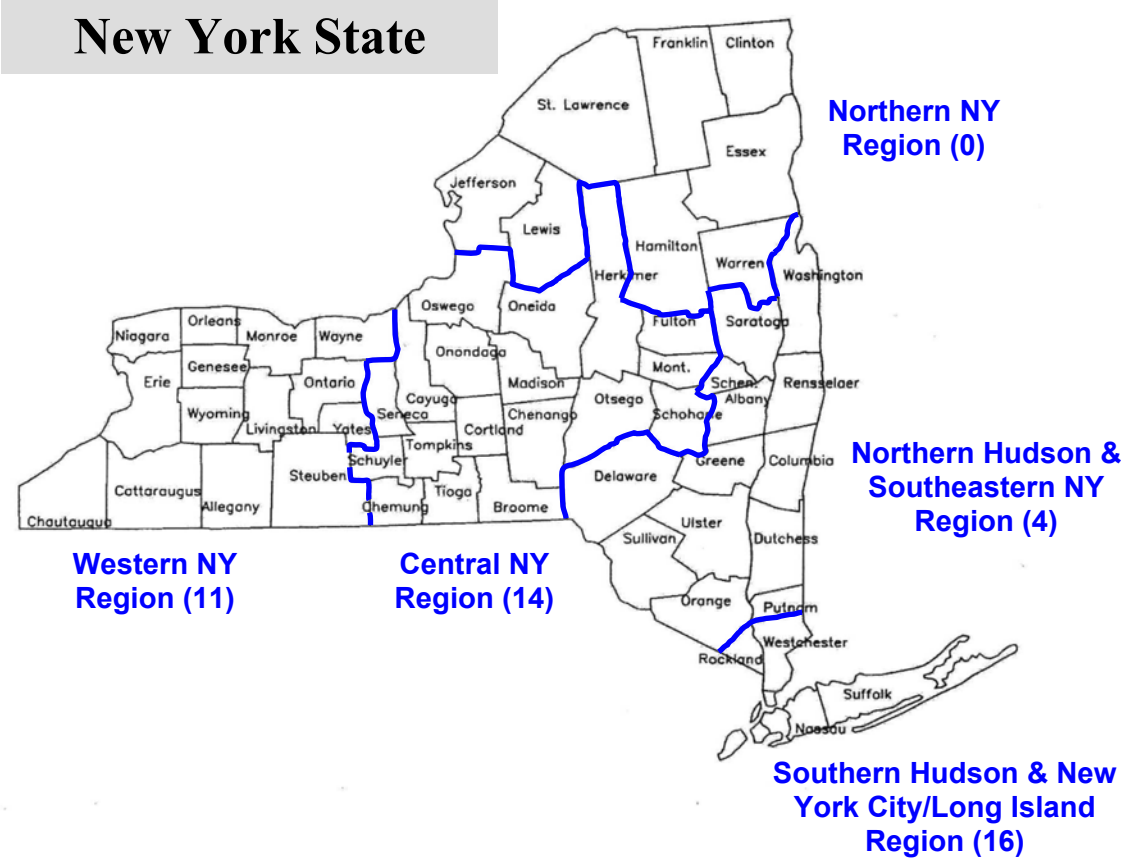 New York State
Franklin
Clinton
St. Lawrence
Northern NY
Region (0)
Essex
Jefferson
Lewis
Hamilton
Warren
Washington
Herkimer
Oswego
Oneida
Fulton
Saratoga
Niagara
Orleans
Monroe
Wayne
Onondaga
Mont.
Genesee
Erie
Ontario
Madison
Schen.
Rensselaer
Cayuga
Otsego
Albany
Wyoming
Seneca
Chenango
Schoharie
Livingston
Yates
Cortland
Tompkins
Schuyler
Greene
Columbia
Northern Hudson &
Southeastern NY
Region (4)
Steuben
Delaware
Cattaraugus
Allegany
Chemung
Tioga
Broome
Chautauqua
Ulster
Sullivan
Dutchess
Western NY
Region (11)
Central NY
Region (14)
Orange
Putnam
Westchester
Rockland
Suffolk
Nassau
Southern Hudson & New
York City/Long Island
Region (16)